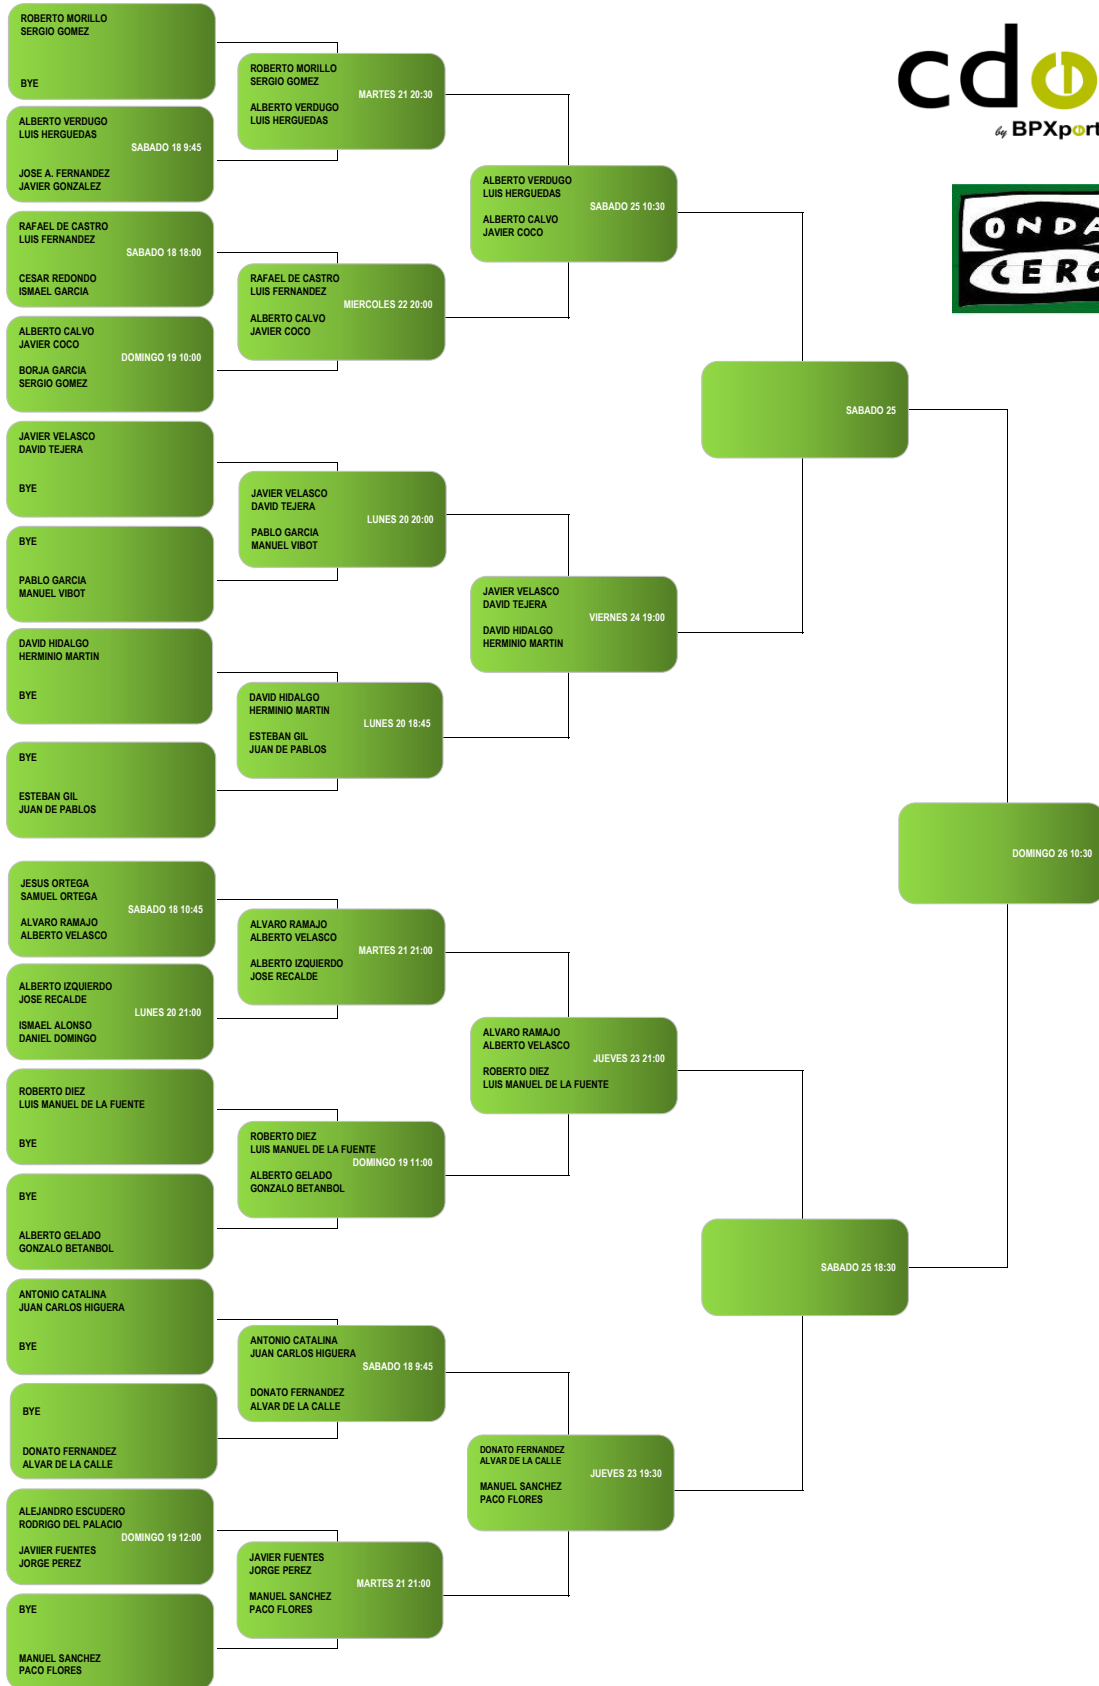 ROBERTO MORILLO
SERGIO GOMEZ
BYE
ALBERTO VERDUGO
LUIS HERGUEDAS
SABADO 18 9:45
JOSE A. FERNANDEZ
JAVIER GONZALEZ
RAFAEL DE CASTRO
LUIS FERNANDEZ
SABADO 18 18:00
CESAR REDONDO
ISMAEL GARCIA
ALBERTO CALVO
JAVIER COCO
DOMINGO 19 10:00
BORJA GARCIA
SERGIO GOMEZ
JAVIER VELASCO
DAVID TEJERA
BYE
BYE
PABLO GARCIA
MANUEL VIBOT
DAVID HIDALGO
HERMINIO MARTIN
BYE
BYE
ESTEBAN GIL
JUAN DE PABLOS
JESUS ORTEGA
SAMUEL ORTEGA
SABADO 18 10:45
ALVARO RAMAJO
ALBERTO VELASCO
ALBERTO IZQUIERDO
JOSE RECALDE
LUNES 20 21:00
ISMAEL ALONSO
DANIEL DOMINGO
ROBERTO DIEZ
LUIS MANUEL DE LA FUENTE
BYE
BYE
ALBERTO GELADO
GONZALO BETANBOL
ANTONIO CATALINA
JUAN CARLOS HIGUERA
BYE
BYE
DONATO FERNANDEZ
ALVAR DE LA CALLE
ALEJANDRO ESCUDERO
RODRIGO DEL PALACIO
DOMINGO 19 12:00
JAVIIER FUENTES
JORGE PEREZ
BYE
MANUEL SANCHEZ
PACO FLORES
ROBERTO MORILLO
SERGIO GOMEZ
MARTES 21 20:30
ALBERTO VERDUGO
LUIS HERGUEDAS
RAFAEL DE CASTRO
LUIS FERNANDEZ
MIERCOLES 22 20:00
ALBERTO CALVO
JAVIER COCO
JAVIER VELASCO
DAVID TEJERA
LUNES 20 20:00
PABLO GARCIA
MANUEL VIBOT
DAVID HIDALGO
HERMINIO MARTIN
LUNES 20 18:45
ESTEBAN GIL
JUAN DE PABLOS
ALVARO RAMAJO
ALBERTO VELASCO
MARTES 21 21:00
ALBERTO IZQUIERDO
JOSE RECALDE
ROBERTO DIEZ
LUIS MANUEL DE LA FUENTE
DOMINGO 19 11:00
ALBERTO GELADO
GONZALO BETANBOL
ANTONIO CATALINA
JUAN CARLOS HIGUERA
SABADO 18 9:45
DONATO FERNANDEZ
ALVAR DE LA CALLE
JAVIER FUENTES
JORGE PEREZ
MARTES 21 21:00
MANUEL SANCHEZ
PACO FLORES
ALBERTO VERDUGO
LUIS HERGUEDAS
SABADO 25 10:30
ALBERTO CALVO
JAVIER COCO
JAVIER VELASCO
DAVID TEJERA
VIERNES 24 19:00
DAVID HIDALGO
HERMINIO MARTIN
ALVARO RAMAJO
ALBERTO VELASCO
JUEVES 23 21:00
ROBERTO DIEZ
LUIS MANUEL DE LA FUENTE
DONATO FERNANDEZ
ALVAR DE LA CALLE
JUEVES 23 19:30
MANUEL SANCHEZ
PACO FLORES
SABADO 25
SABADO 25 18:30
DOMINGO 26 10:30
cdo
by BPXport
ONDA
CERO